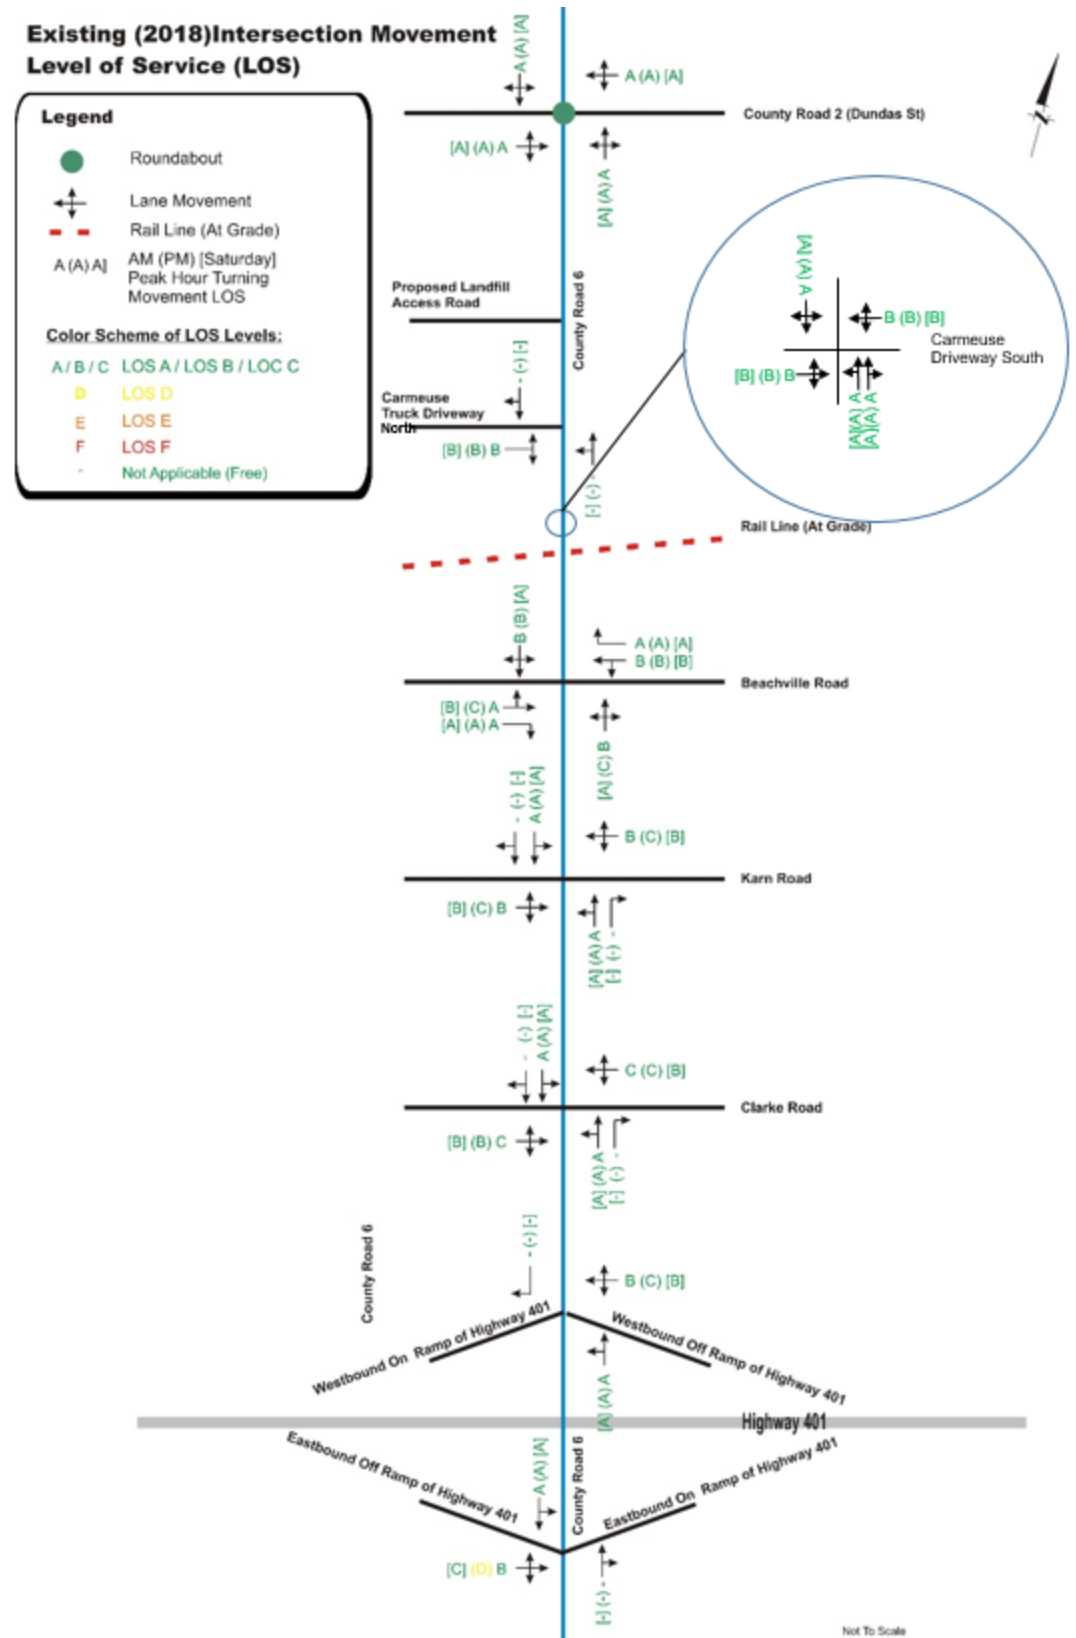 Existing (2018)Intersection Movement
Level of Service (LOS)
Legend
Roundabout
Lane Movement
Rail Line (At Grade)
A (A) A]
AM (PM) [Saturday]
Peak Hour Turning
Movement LOS
Color Scheme of LOS Levels:
A / B / C LOS A / LOS B / LOC C
D LOS D
E LOS E
F LOS F
- Not Applicable (Free)
A (A) [A]
A (A) [A]
County Road 2 (Dundas St)
[A] (A) A
[A] (A) A
N
County Road 6
Proposed Landfill
Access Road
- (-) [-]
Carmeuse
Truck Driveway
North
[B] (B) B
[-] (-) -
[A] (A) A
B (B) [B]
Carmeuse
Driveway South
[B] (B) B
[A](A) A
[A](A) A
Rail Line (At Grade)
B (B) [A]
A (A) [A]
B (B) [B]
Beachville Road
[B] (C) A
[A] (A) A
[A] (C) B
- (-) [-]
A (A) [A]
B (C) [B]
Karn Road
[B] (C) B
[A] (A) A
[-] (-) -
- (-) [-]
A (A) [A]
C (C) [B]
Clarke Road
[B] (B) C
[A] (A) A
[-] (-) -
County Road 6
- (-) [-]
B (C) [B]
Westbound On Ramp of Highway 401
Westbound Off Ramp of Highway 401
[A] (A) A
Highway 401
Eastbound Off Ramp of Highway 401
A (A) [A]
County Road 6
Eastbound On Ramp of Highway 401
[C] (D) B
[-] (-) -
Not To Scale